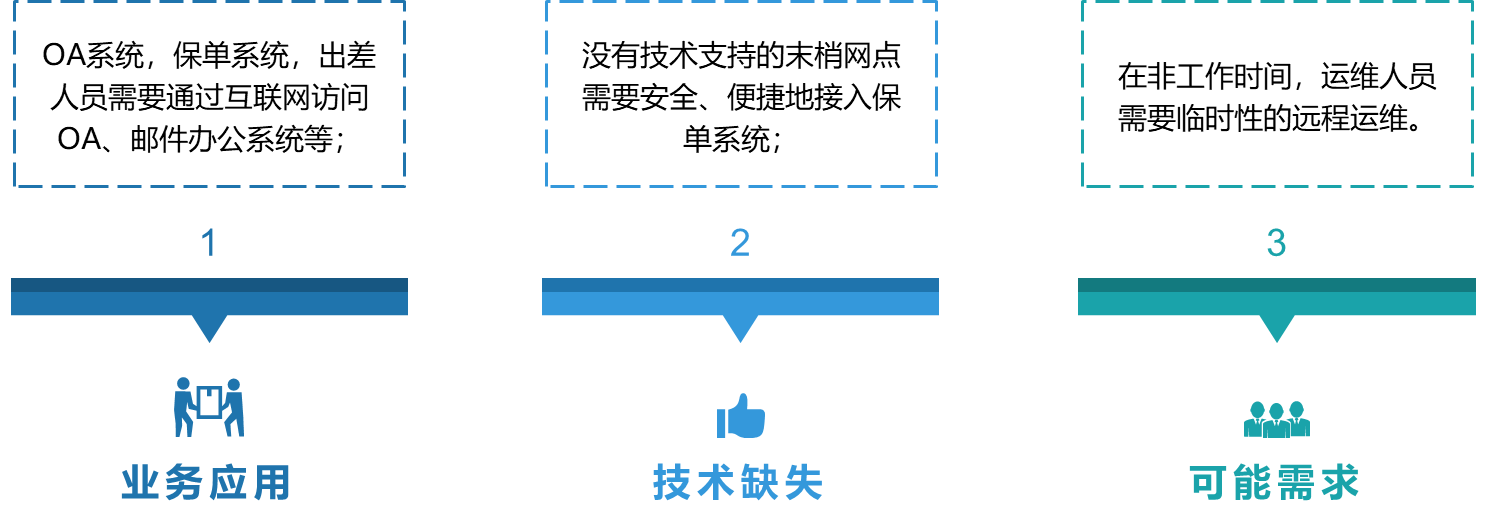 OA系统，保单系统，出差
人员需要通过互联网访问
OA、邮件办公系统等；
1
业务应用
没有技术支持的末梢网点
需要安全、便捷地接入保
单系统；
2
技术缺失
在非工作时间，运维人员
需要临时性的远程运维。
3
可能需求